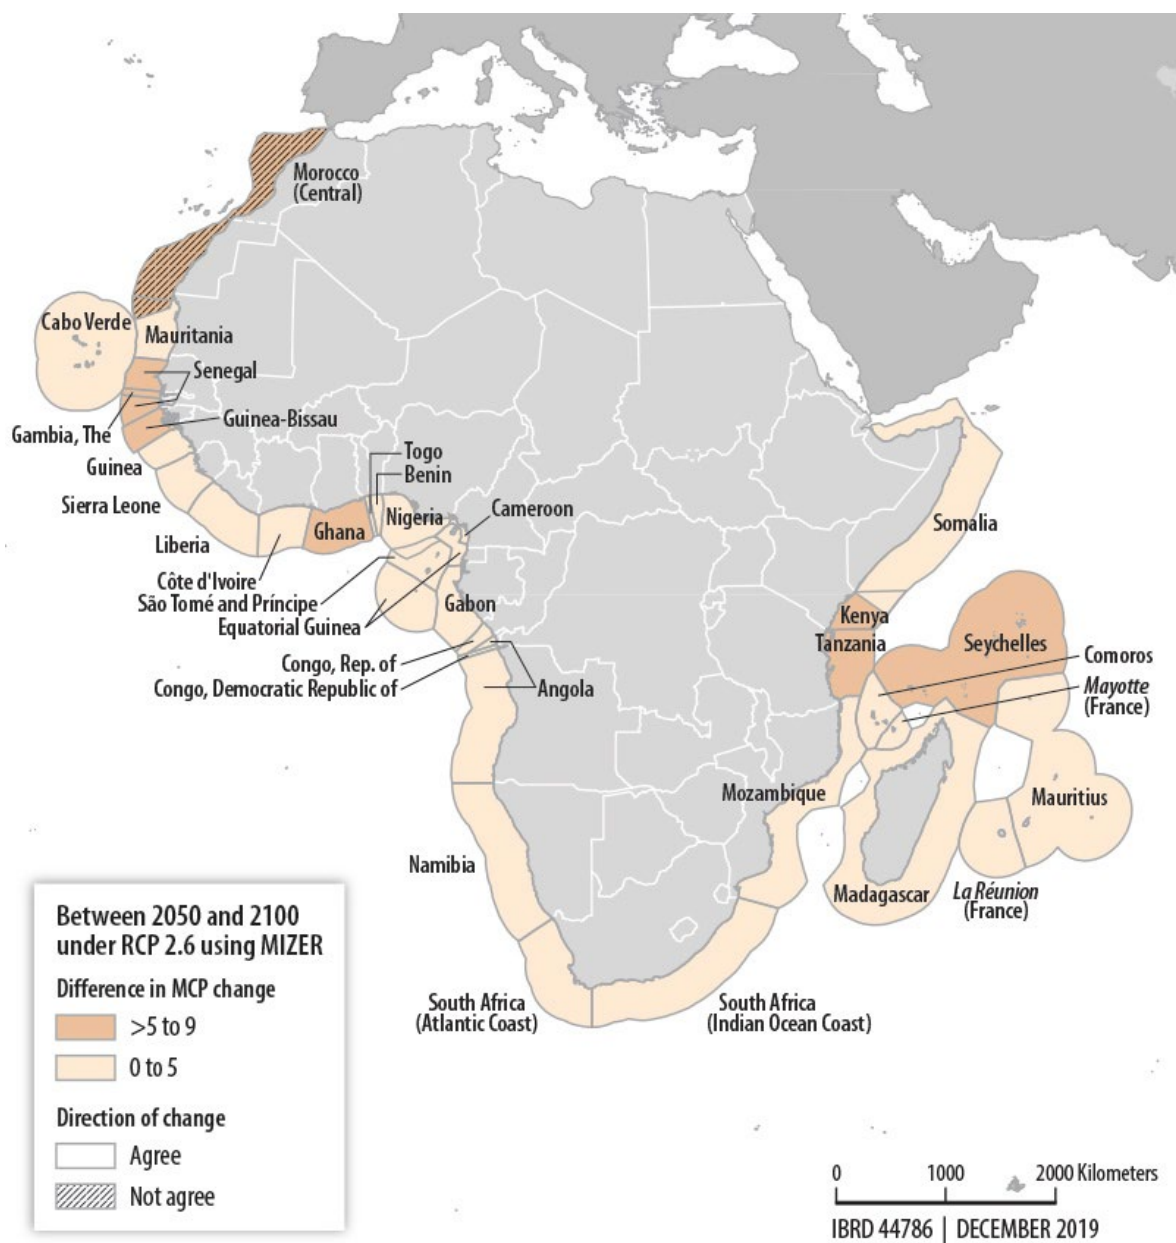 Morocco
(Central)
Cabo Verde
Mauritania
Senegal
Gambia, The
Guinea-Bissau
Guinea
Sierra Leone
Liberia
Côte d'Ivoire
Ghana
Togo
Benin
Nigeria
Cameroon
São Tomé and Príncipe
Equatorial Guinea
Gabon
Congo, Rep. of
Congo, Democratic Republic of
Angola
Somalia
Kenya
Tanzania
Seychelles
Comoros
Mayotte
(France)
Mozambique
Mauritius
Madagascar
La Réunion
(France)
Namibia
South Africa
(Atlantic Coast)
South Africa
(Indian Ocean Coast)
Between 2050 and 2100
under RCP 2.6 using MIZER
Difference in MCP change
>5 to 9
0 to 5
Direction of change
Agree
Not agree
0 1000 2000 Kilometers
IBRD 44786 | DECEMBER 2019